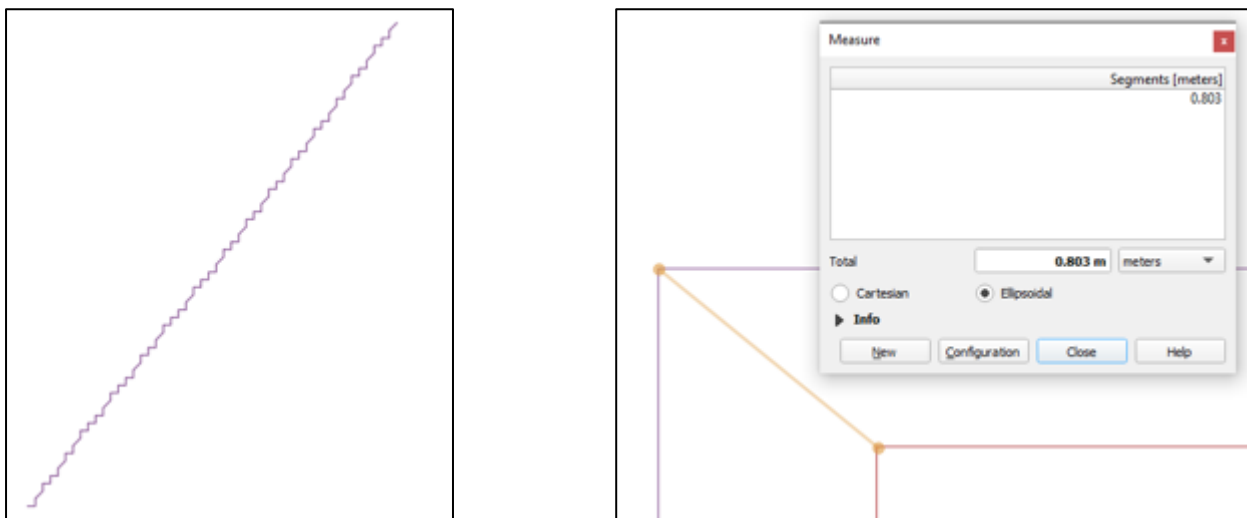 Measure
x
Segments [meters]
0.803
Total 0.803 m meters
Cartesian Ellipsoidal
Info
New Configuration Close Help